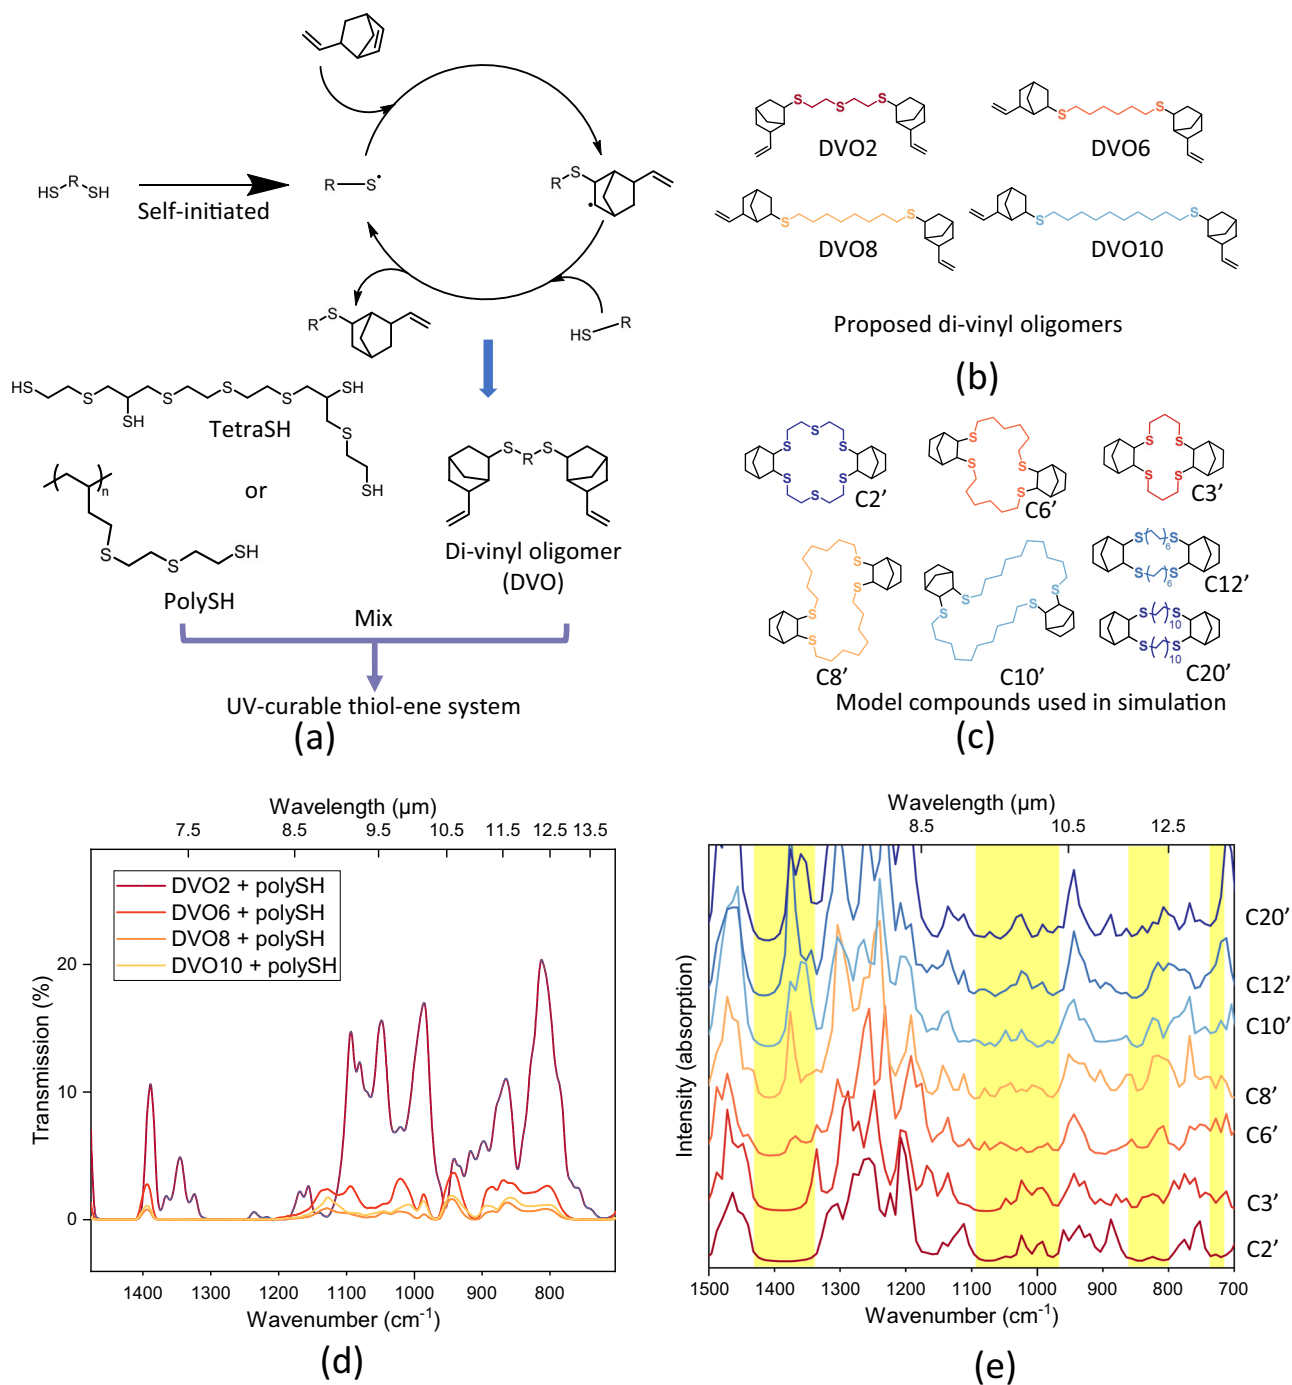 HS
R
SH
Self-initiated
R
S•
R
S
R
S
HS
R
HS
S
SH
S
S
S
SH
S
SH
TetraSH
or
n
S
S
SH
PolySH
S
R
S
Di-vinyl oligomer
(DVO)
Mix
UV-curable thiol-ene system
(a)
S
S
S
DVO2
S
S
DVO6
S
S
DVO8
S
S
DVO10
Proposed di-vinyl oligomers
(b)
S
S
S
S
S
S
C2’
S
S
S
S
C6’
S
S
S
S
C3’
S
S
S
S
C8’
S
S
S
S
C10’
S
6
S
S
6
S
C12’
S
10
S
S
10
S
C20’
Model compounds used in simulation
(c)
Wavelength (µm)
7.5 8.5 9.5 10.5 11.5 12.5 13.5
DVO2 + polySH
DVO6 + polySH
DVO8 + polySH
DVO10 + polySH
Transmission (%)
20
10
0
1400 1300 1200 1100 1000 900 800
Wavenumber (cm-1)
(d)
Wavelength (µm)
8.5 10.5 12.5
Intensity (absorption)
C20’
C12’
C10’
C8’
C6’
C3’
C2’
1500 1400 1300 1200 1100 1000 900 800 700
Wavenumber (cm-1)
(e)